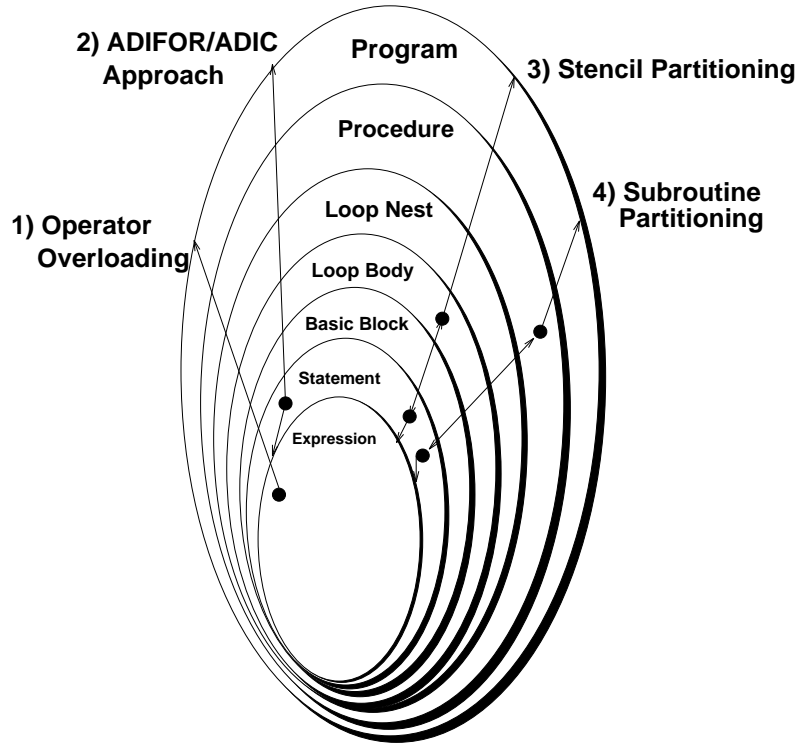 2) ADIFOR/ADIC
Approach
Program
3) Stencil Partitioning
Procedure
4) Subroutine
Partitioning
1) Operator
Overloading
Loop Nest
Loop Body
Basic Block
Statement
Expression